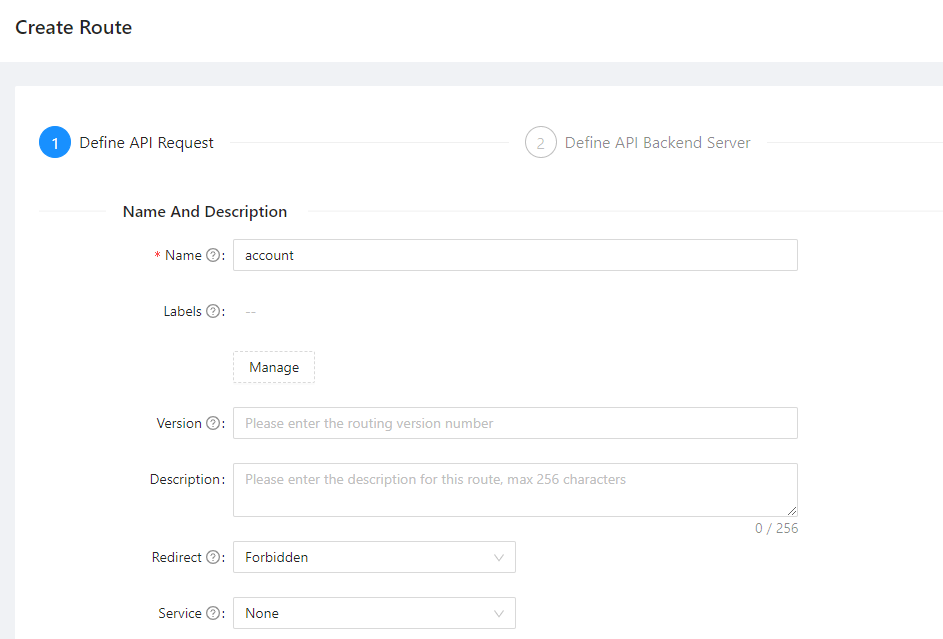 Create Route
1 Define API Request 2 Define API Backend Server
Name And Description
* Name ? : account
Labels ? : --
Manage
Version ? : Please enter the routing version number
Description : Please enter the description for this route, max 256 characters
0 / 256
Redirect ? : Forbidden
Service ? : None